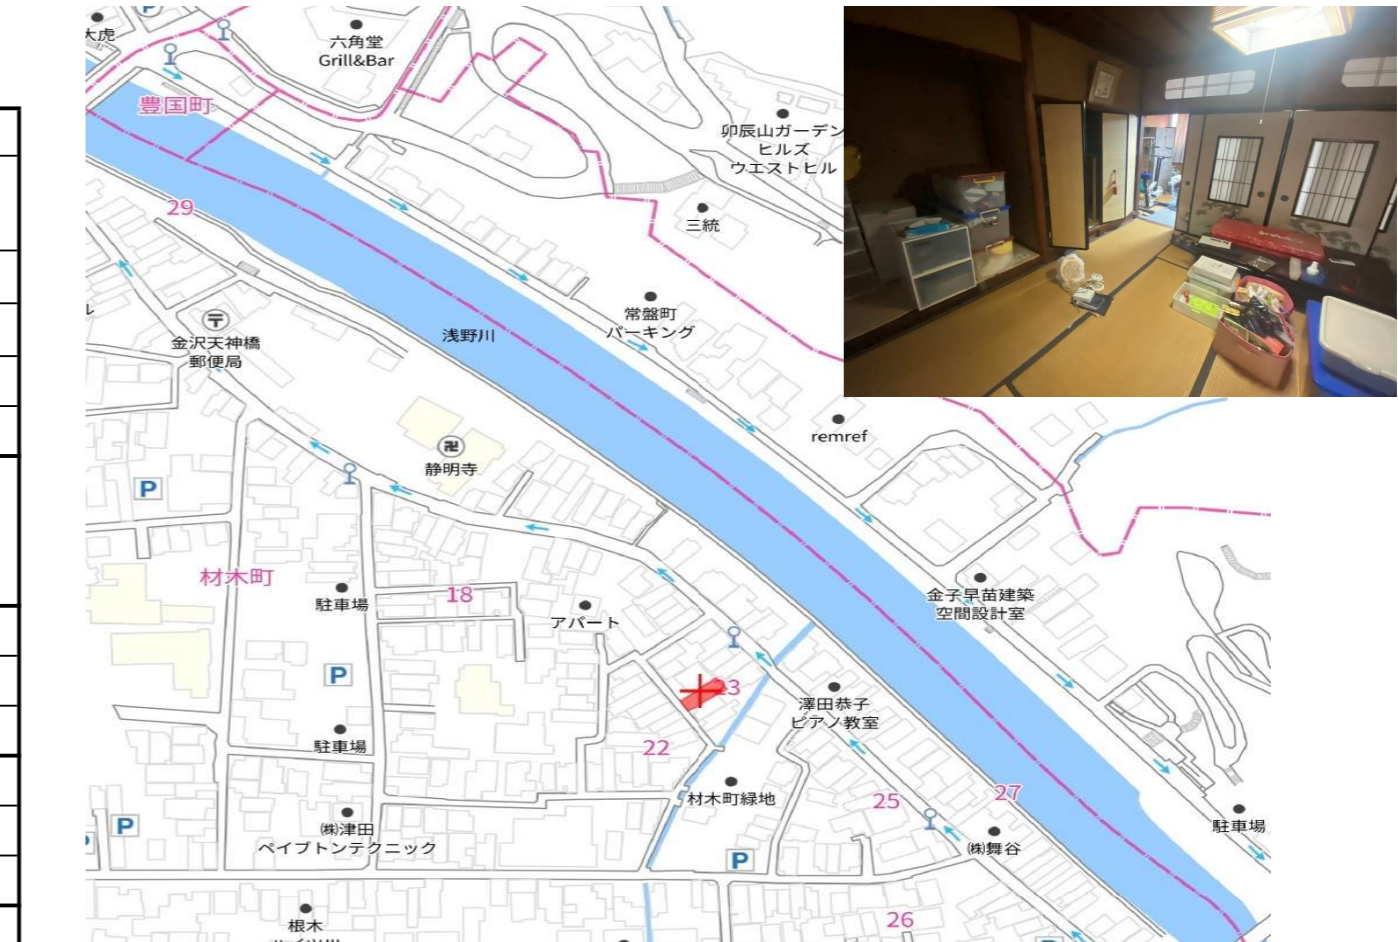 P
大虎
六角堂
Grill&Bar
豊国町
卯辰山ガーデン
ヒルズ
ウエストヒル
29
三統
常盤町
パーキング
ル
〒
金沢天神橋
郵便局
浅野川
remref
卍
静明寺
P
材木町
駐車場
18
アパート
金子早苗建築
空間設計室
P
23
澤田恭子
ピアノ教室
駐車場
22
材木町緑地
25
27
駐車場
P
㈱津田
ペイブトンテクニック
㈱舞谷
P
根木
26
P